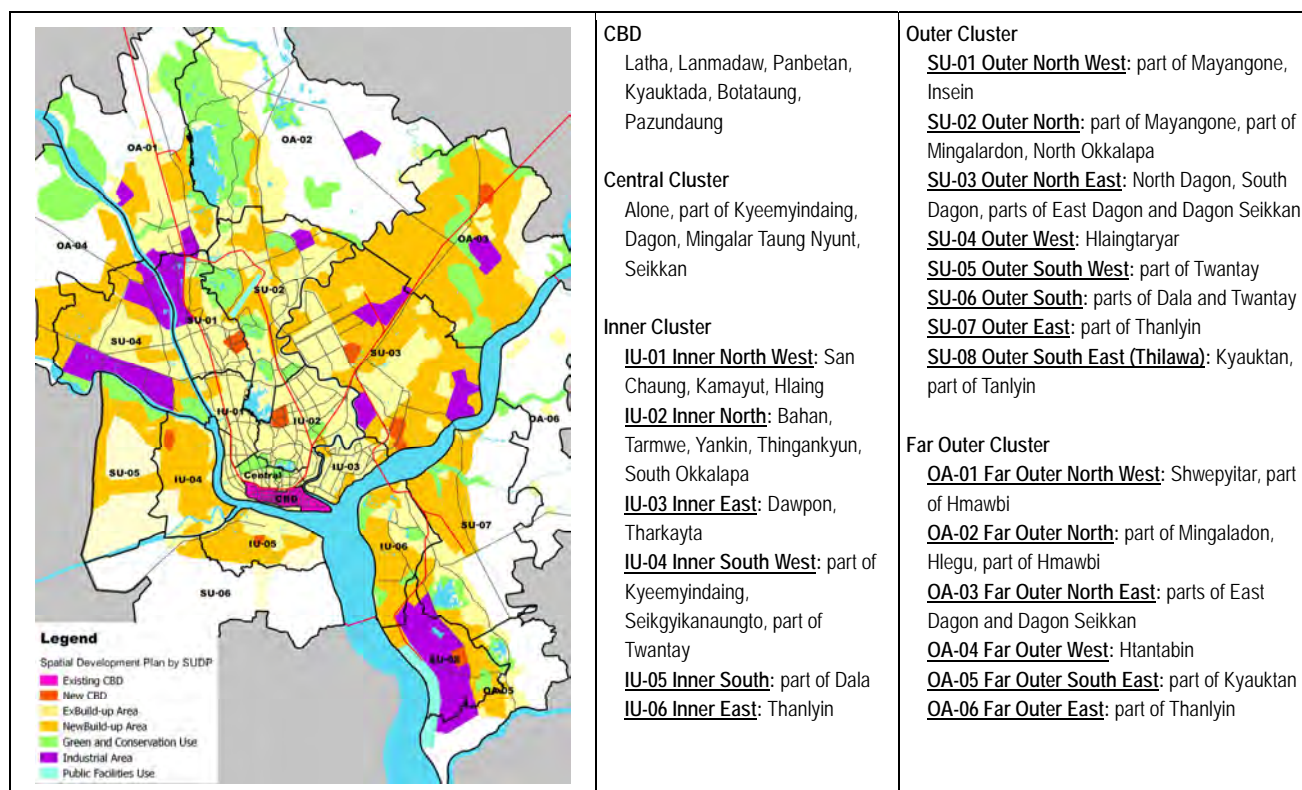 OA-02
OA-01
OA-04
OA-03
SU-02
SU-01
SU-04
SU-03
IU-01
IU-02
OA-06
IU-03
Central
SU-05
IU-04
CBD
SU-07
IU-05
IU-06
SU-06
SU-08
OA-05
Legend
Spatial Development Plan by SUDP
Existing CBD
New CBD
ExBuild-up Area
NewBuild-up Area
Green and Conservation Use
Industrial Area
Public Facilities Use
CBD
Latha, Lanmadaw, Panbetan,
Kyauktada, Botataung,
Pazundaung
Central Cluster
Alone, part of Kyeemyindaing,
Dagon, Mingalar Taung Nyunt,
Seikkan
Inner Cluster
IU-01 Inner North West: San
Chaung, Kamayut, Hlaing
IU-02 Inner North: Bahan,
Tarmwe, Yankin, Thingankyun,
South Okkalapa
IU-03 Inner East: Dawpon,
Tharkayta
IU-04 Inner South West: part of
Kyeemyindaing,
Seikgyikanaungto, part of
Twantay
IU-05 Inner South: part of Dala
IU-06 Inner East: Thanlyin
Outer Cluster
SU-01 Outer North West: part of Mayangone,
Insein
SU-02 Outer North: part of Mayangone, part of
Mingalardon, North Okkalapa
SU-03 Outer North East: North Dagon, South
Dagon, parts of East Dagon and Dagon Seikkan
SU-04 Outer West: Hlaingtaryar
SU-05 Outer South West: part of Twantay
SU-06 Outer South: parts of Dala and Twantay
SU-07 Outer East: part of Thanlyin
SU-08 Outer South East (Thilawa): Kyauktan,
part of Tanlyin
Far Outer Cluster
OA-01 Far Outer North West: Shwepyitar, part
of Hmawbi
OA-02 Far Outer North: part of Mingaladon,
Hlegu, part of Hmawbi
OA-03 Far Outer North East: parts of East
Dagon and Dagon Seikkan
OA-04 Far Outer West: Htantabin
OA-05 Far Outer South East: part of Kyauktan
OA-06 Far Outer East: part of Thanlyin